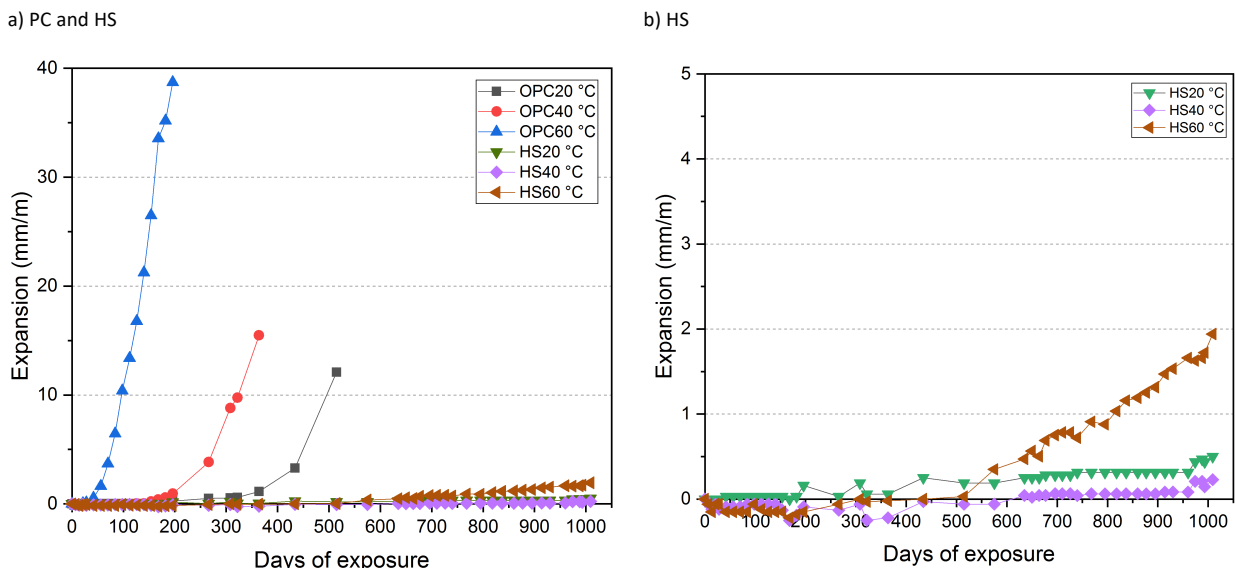 a) PC and HS
b) HS
40
30
20
10
0
Expansion (mm/m)
0 100 200 300 400 500 600 700 800 900 1000
Days of exposure
OPC20 °C
OPC40 °C
OPC60 °C
HS20 °C
HS40 °C
HS60 °C
5
4
3
2
1
0
Expansion (mm/m)
0 100 200 300 400 500 600 700 800 900 1000
Days of exposure
HS20 °C
HS40 °C
HS60 °C